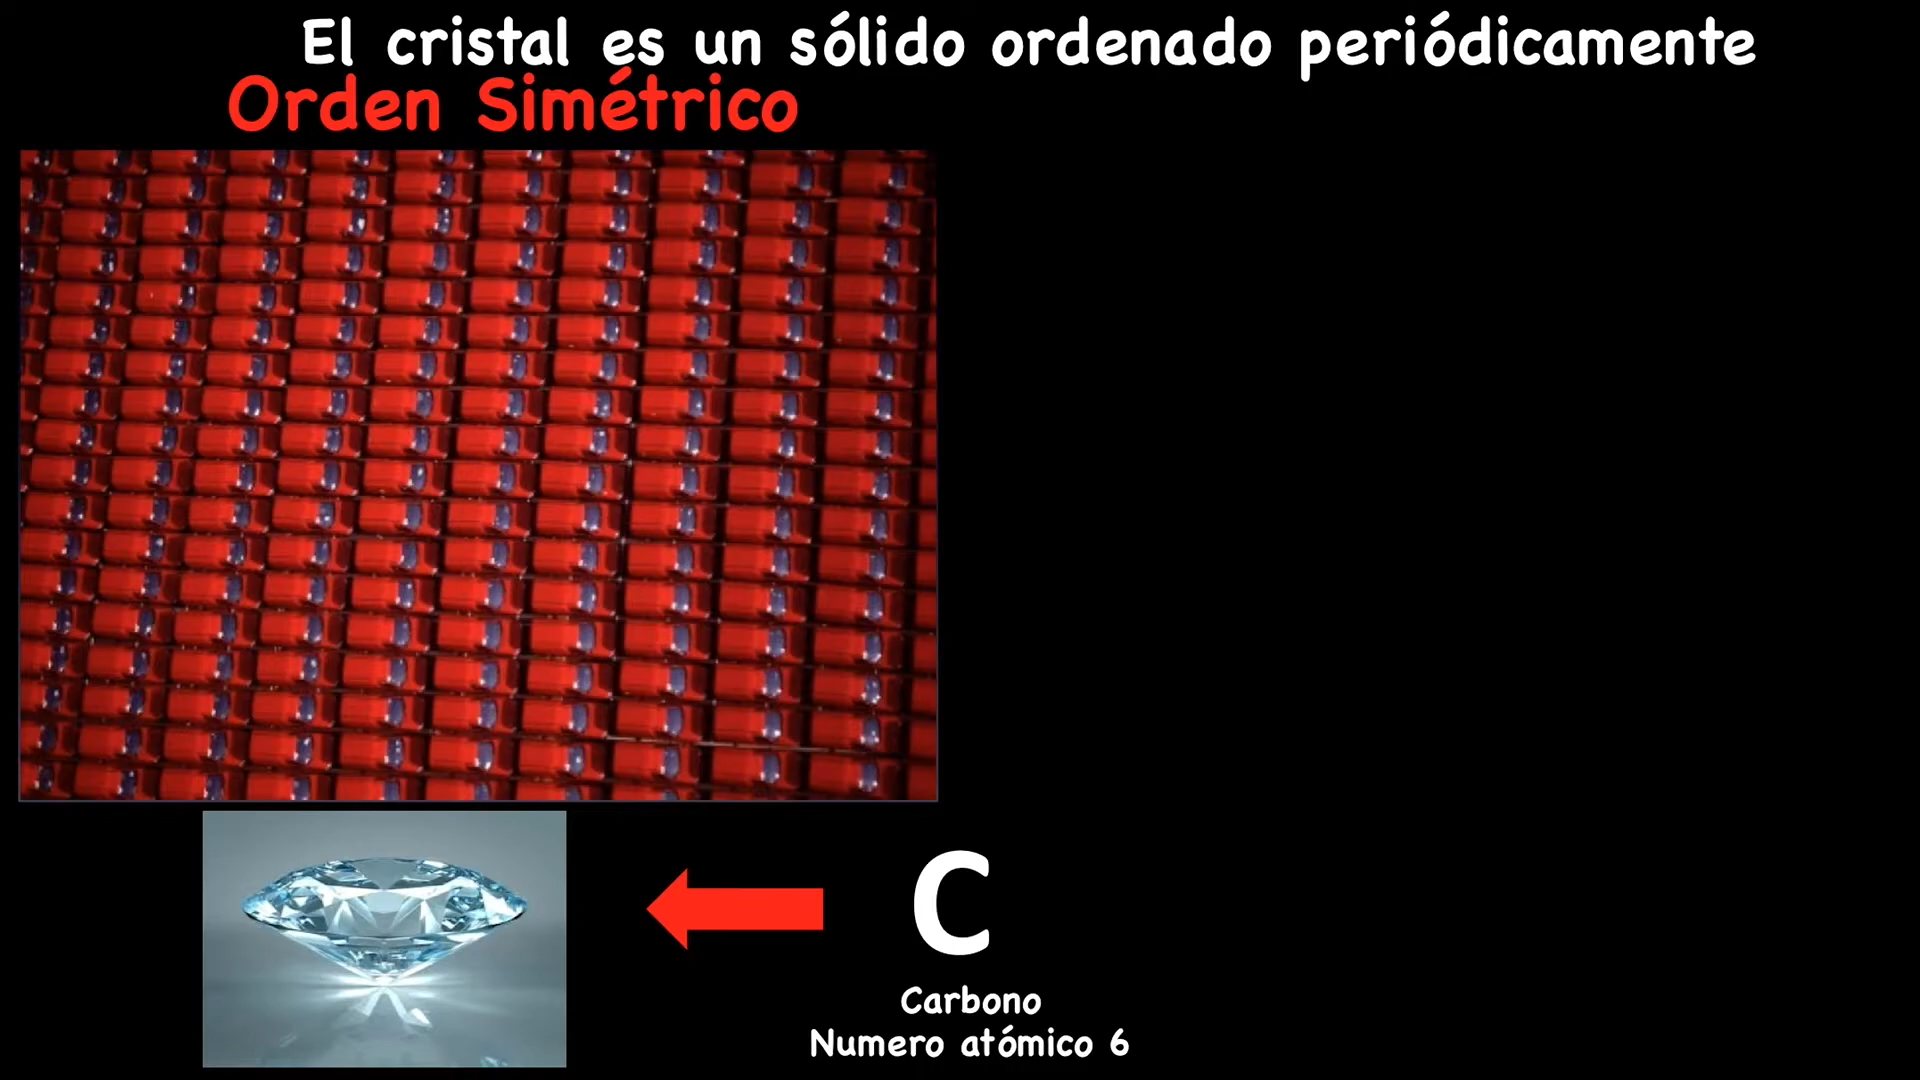 El cristal es un sólido ordenado periódicamente
Orden Simétrico
C
Carbono
Numero atómico 6